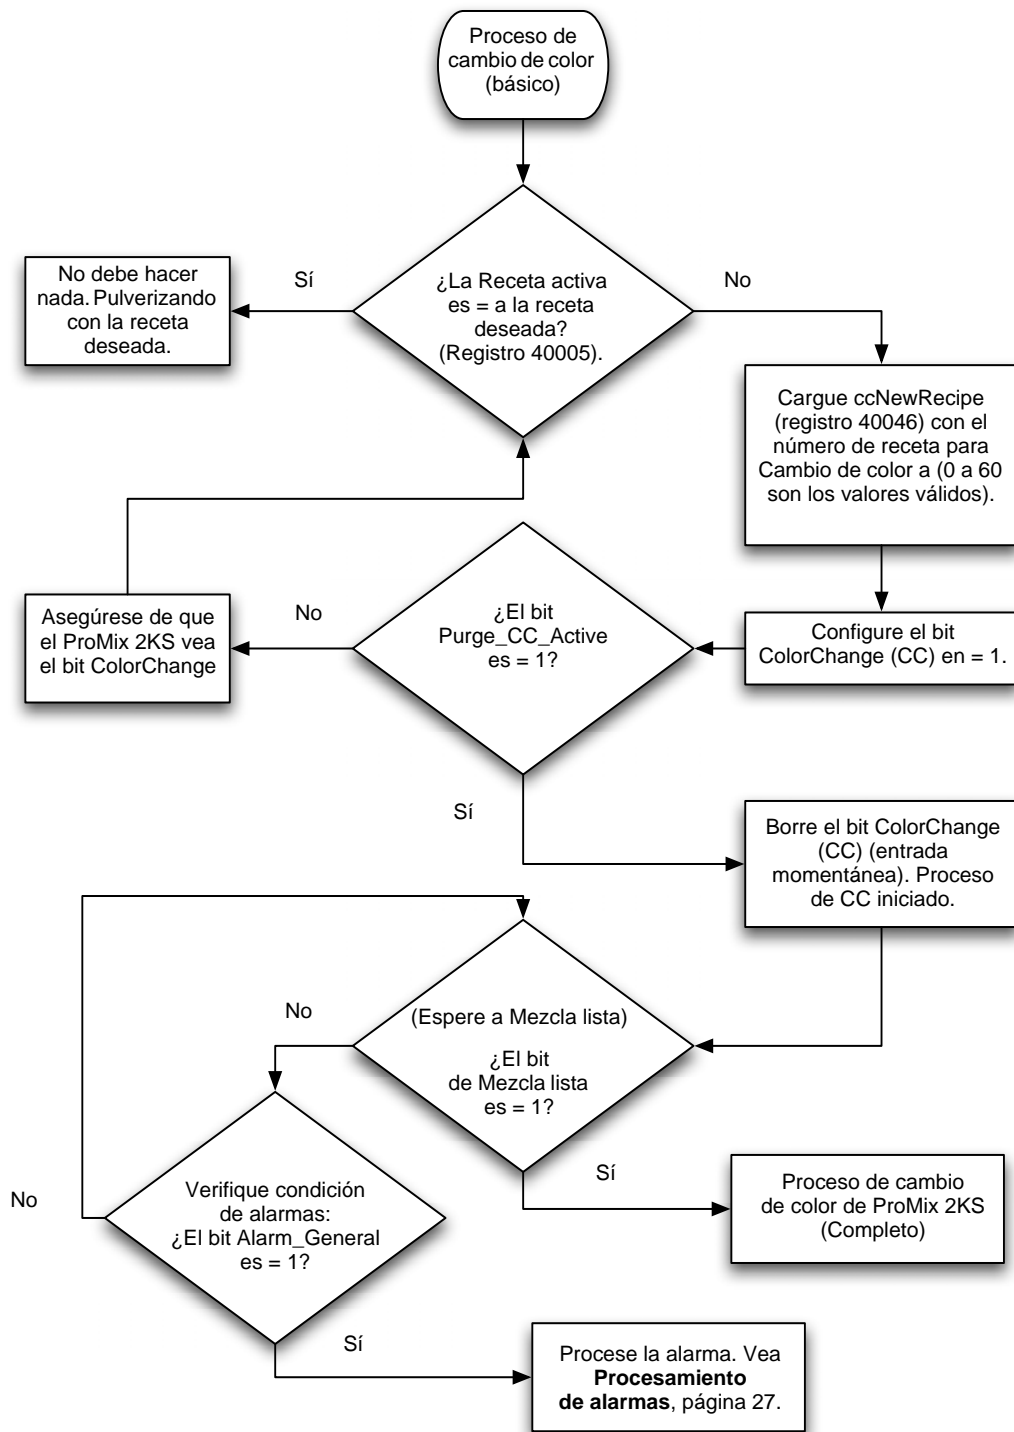 Proceso de
cambio de color
(básico)
¿La Receta activa
es = a la receta
deseada?
(Registro 40005).
Sí
No
No debe hacer
nada. Pulverizando
con la receta
deseada.
Cargue ccNewRecipe
(registro 40046) con el
número de receta para
Cambio de color a (0 a 60
son los valores válidos).
Configure el bit
ColorChange (CC) en = 1.
¿El bit
Purge_CC_Active
es = 1?
No
Asegúrese de que
el ProMix 2KS vea
el bit ColorChange
Sí
Borre el bit ColorChange
(CC) (entrada
momentánea). Proceso
de CC iniciado.
(Espere a Mezcla lista)
¿El bit
de Mezcla lista
es = 1?
No
Sí
Proceso de cambio
de color de ProMix 2KS
(Completo)
Verifique condición
de alarmas:
¿El bit Alarm_General
es = 1?
No
Sí
Procese la alarma. Vea
Procesamiento
de alarmas, página 27.